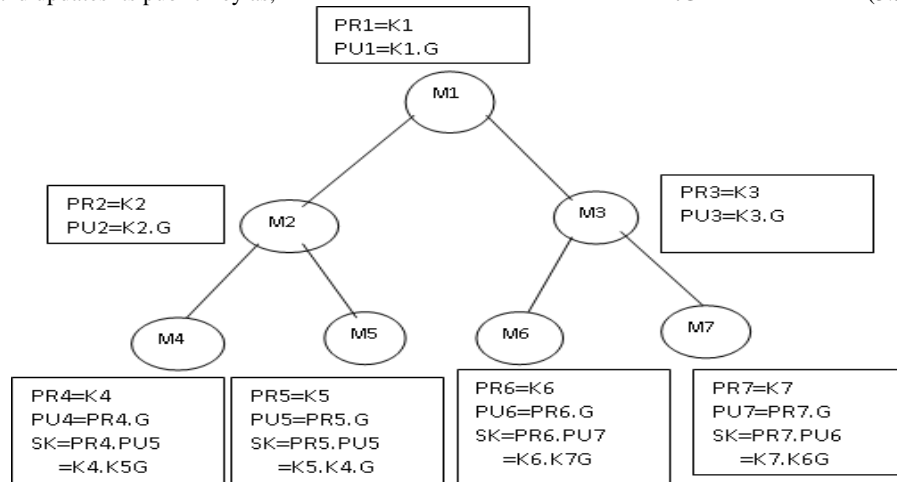 PR1=K1
PU1=K1.G
M1
PR2=K2
PU2=K2.G
M2
M3
PR3=K3
PU3=K3.G
M4
M5
M6
M7
PR4=K4
PU4=PR4.G
SK=PR4.PU5
=K4.K5G
PR5=K5
PU5=PR5.G
SK=PR5.PU5
=K5.K4.G
PR6=K6
PU6=PR6.G
SK=PR6.PU7
=K6.K7G
PR7=K7
PU7=PR7.G
SK=PR7.PU6
=K7.K6G